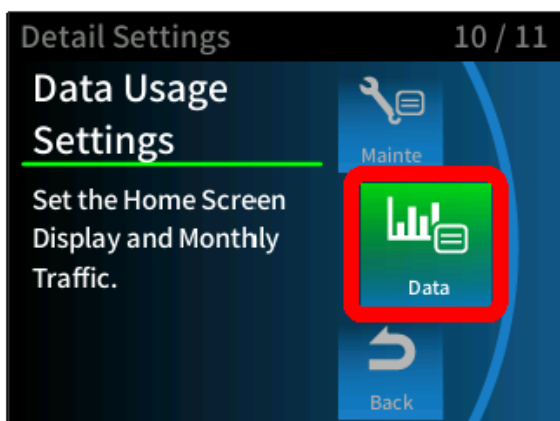 Detail Settings 10 / 11
Data Usage
Settings
Set the Home Screen
Display and Monthly
Traffic.
Mainte
Data
Back